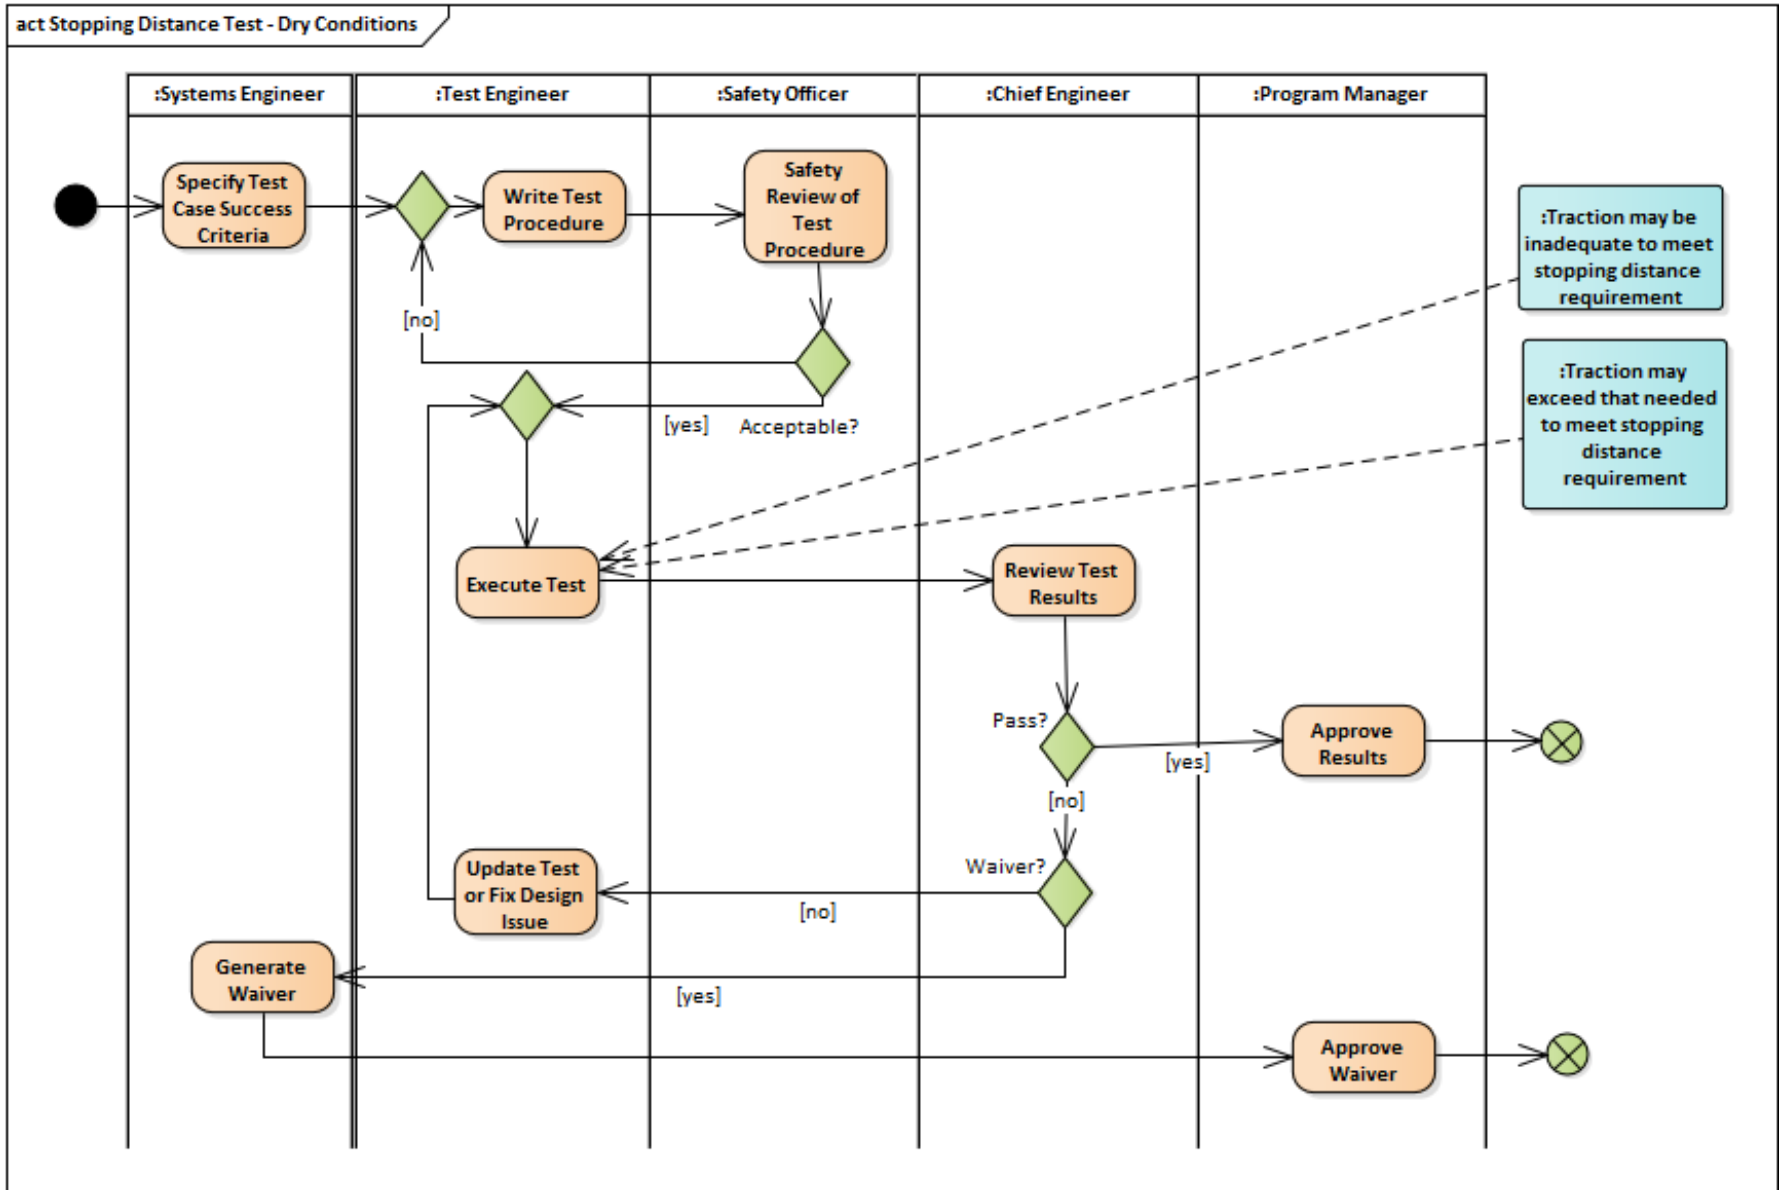 act Stopping Distance Test - Dry Conditions
:Systems Engineer
:Test Engineer
:Safety Officer
:Chief Engineer
:Program Manager
Specify Test
Case Success
Criteria
Write Test
Procedure
Safety
Review of
Test
Procedure
:Traction may be
inadequate to meet
stopping distance
requirement
[no]
:Traction may
exceed that needed
to meet stopping
distance
requirement
[yes]
Acceptable?
Execute Test
Review Test
Results
Pass?
[yes]
Approve
Results
[no]
Waiver?
Update Test
or Fix Design
Issue
[no]
Generate
Waiver
[yes]
Approve
Waiver